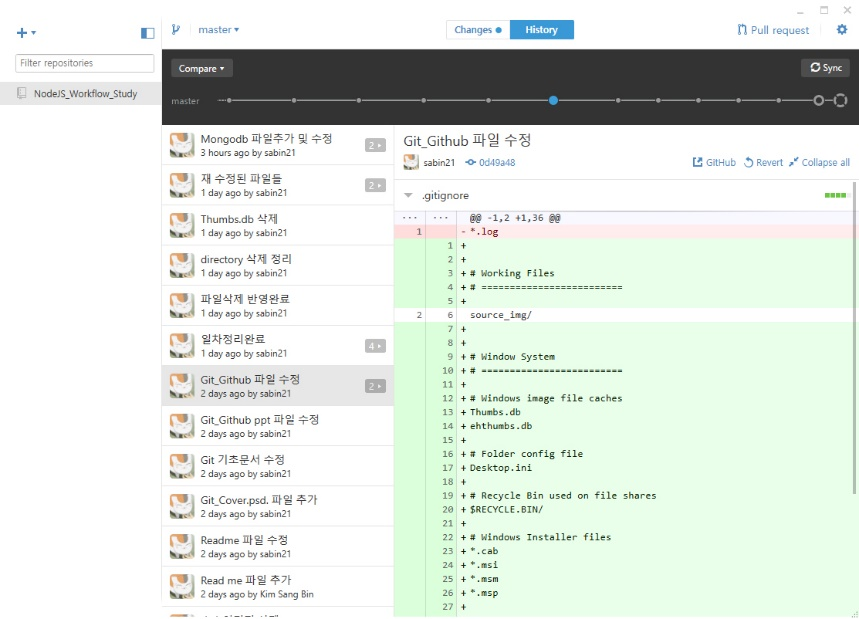 master
Changes
History
Pull request
Filter repositories
NodeJS_Workflow_Study
Compare
Sync
master
Mongodb 파일추가 및 수정
3 hours ago by sabin21
2
재 수정된 파일들
1 day ago by sabin21
2
Thumbs.db 삭제
1 day ago by sabin21
directory 삭제 정리
1 day ago by sabin21
파일삭제 반영완료
1 day ago by sabin21
일차정리완료
1 day ago by sabin21
4
Git_Github 파일 수정
2 days ago by sabin21
2
Git_Github ppt 파일 수정
2 days ago by sabin21
Git 기초문서 수정
2 days ago by sabin21
Git_Cover.psd. 파일 추가
2 days ago by sabin21
Readme 파일 수정
2 days ago by sabin21
Read me 파일 추가
2 days ago by Kim Sang Bin
Git_Github 파일 수정
sabin21 0d49a48
GitHub Revert Collapse all
.gitignore
... ... @@ -1,2 +1,36 @@
1 - *.log
1 +
2 +
3 + # Working Files
4 + # =========================
5 +
2 6 source_img/
7 +
8 +
9 + # Window System
10 + # =========================
11 +
12 + # Windows image file caches
13 + Thumbs.db
14 + ehthumbs.db
15 +
16 + # Folder config file
17 + Desktop.ini
18 +
19 + # Recycle Bin used on file shares
20 + $RECYCLE.BIN/
21 +
22 + # Windows Installer files
23 + *.cab
24 + *.msi
25 + *.msm
26 + *.msp
27 +